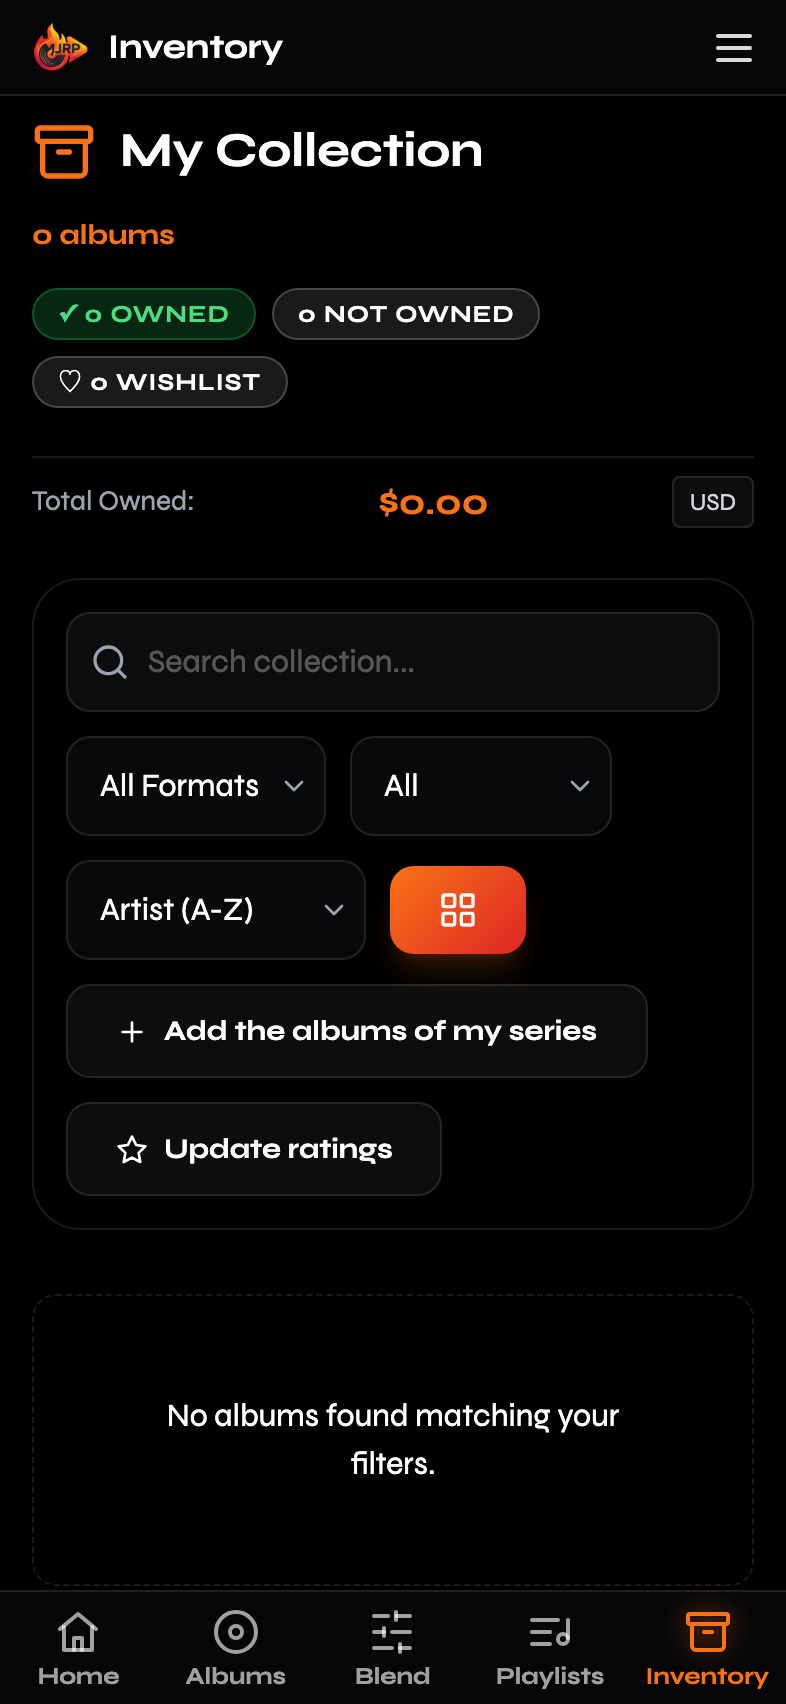 MJRP
Inventory
My Collection
0 albums
✓ 0 OWNED
0 NOT OWNED
♡ 0 WISHLIST
Total Owned:
$0.00
USD
Search collection...
All Formats
All
Artist (A-Z)
Add the albums of my series
Update ratings
No albums found matching your
filters.
Home
Albums
Blend
Playlists
Inventory